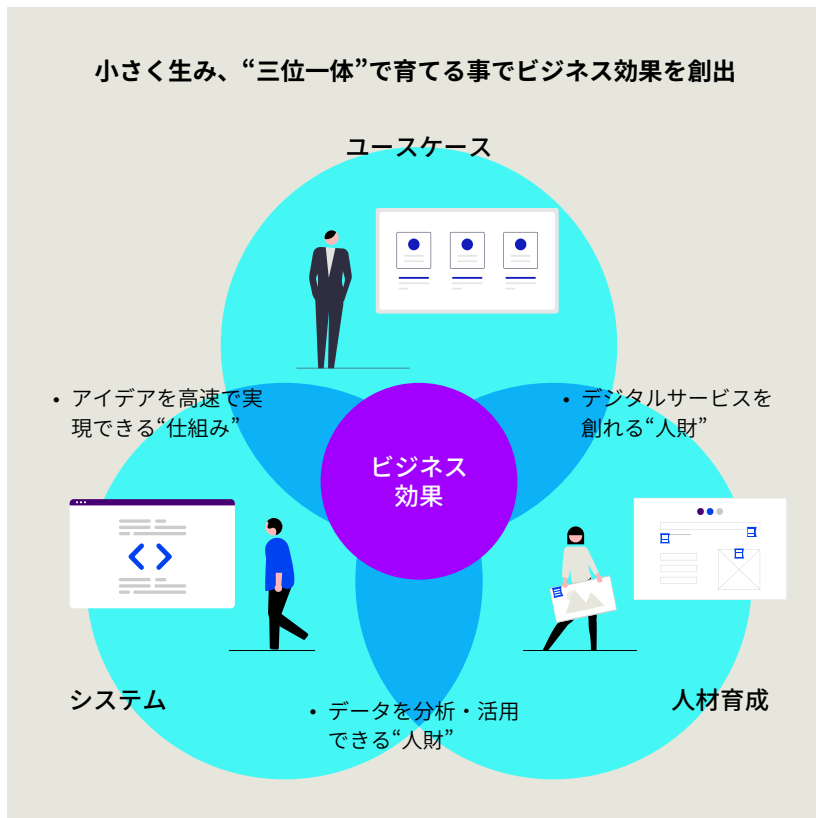 小さく生み、“三位一体”で育てる事でビジネス効果を創出
ユースケース
• アイデアを高速で実
現できる“仕組み”
• デジタルサービスを
創れる“人財”
ビジネス
効果
システム
人材育成
• データを分析・活用
できる“人財”